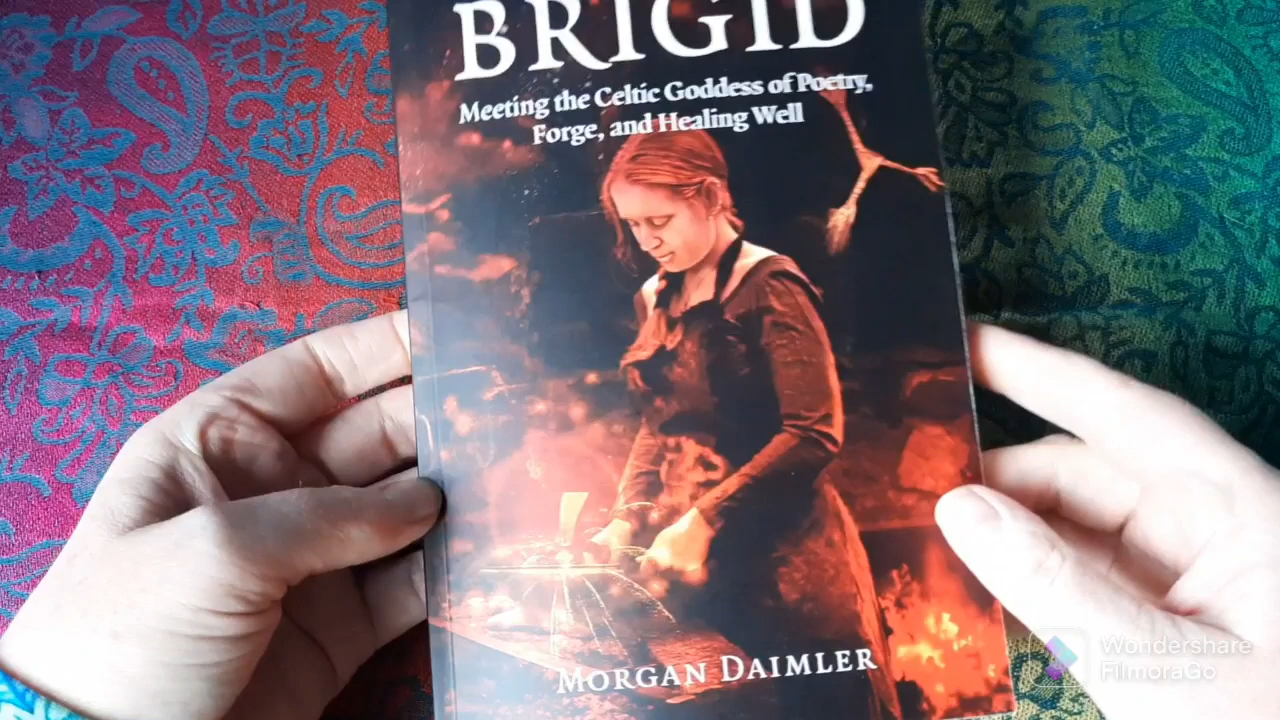 BRIGID
Meeting the Celtic Goddess of Poetry,
Forge, and Healing Well
MORGAN DAIMLER
Wondershare
FilmoraGo